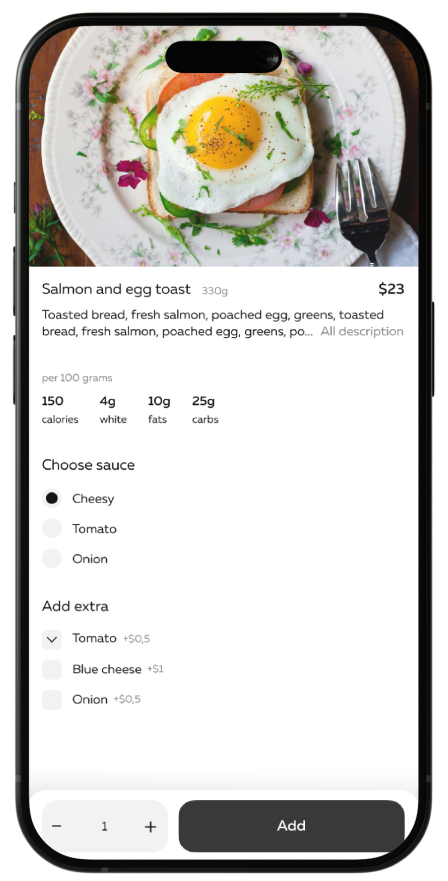 Salmon and egg toast 330g $23
Toasted bread, fresh salmon, poached egg, greens, toasted
bread, fresh salmon, poached egg, greens, po... All description
per 100 grams
150 4g 10g 25g
calories white fats carbs
Choose sauce
Cheesy
Tomato
Onion
Add extra
Tomato +$0,5
Blue cheese +$1
Onion +$0,5
− 1 + Add